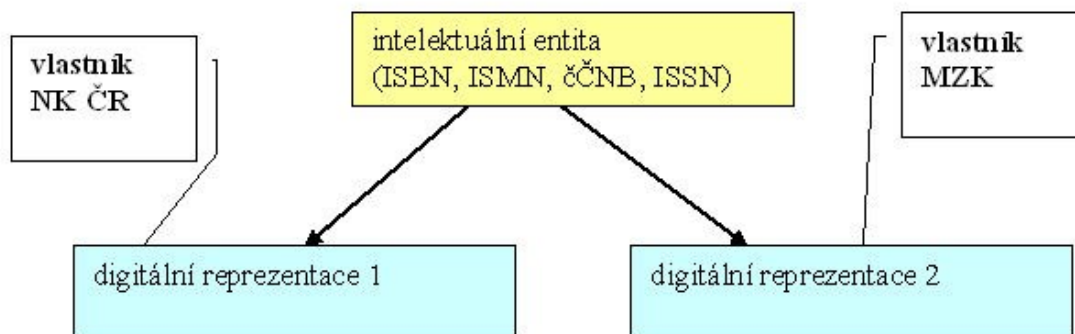 vlastník
NK ČR
intelektuální entita
(ISBN, ISMN, čČNB, ISSN)
vlastník
MZK
digitální reprezentace 1
digitální reprezentace 2